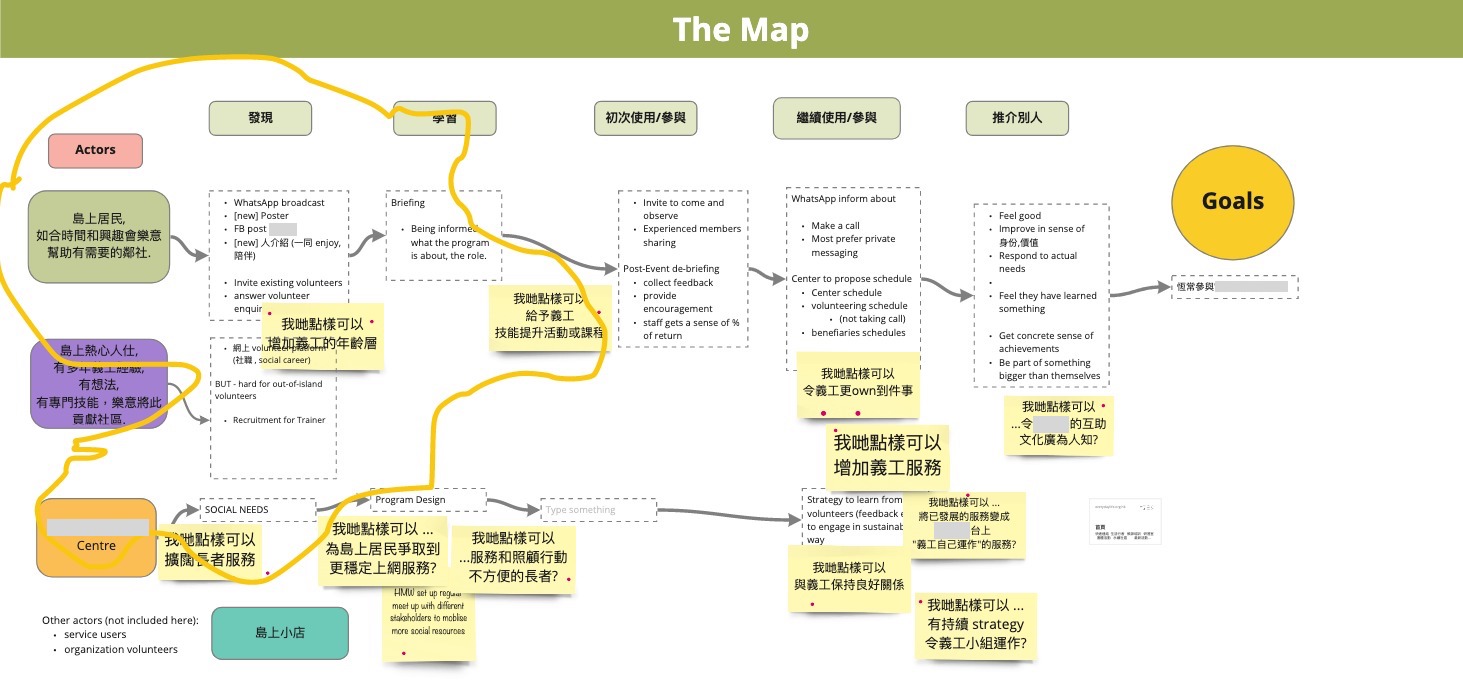 The Map
發現
學習
初次使用/參與
繼續使用/參與
推介別人
Actors
Goals
島上居民,
如合時間和興趣會樂意
幫助有需要的鄰社.
• WhatsApp broadcast
• [new] Poster
• FB post
• [new] 人介紹 (一同 enjoy,
陪伴)
• Invite existing volunteers
• answer volunteer
Briefing
• Being informed
what the program
is about, the role.
• Invite to come and
observe
• Experienced members
sharing
Post-Event de-briefing
• collect feedback
• provide
encouragement
• staff gets a sense of %
of return
WhatsApp inform about
• Make a call
• Most prefer private
messaging
Center to propose schedule
• Center schedule
• volunteering schedule
• (not taking call)
• benefiaries schedules
• Feel good
• Improve in sense of
身份,價值
• Respond to actual
needs
•
• Feel they have learned
something
• Get concrete sense of
achievements
• Be part of something
bigger than themselves
恆常參與
我哋點樣可以
增加義工的年齡層
我哋點樣可以
給予義工
技能提升活動或課程
我哋點樣可以
令義工更own到件事
我哋點樣可以
增加義工服務
我哋點樣可以
...令 的互助
文化廣為人知?
島上熱心人仕,
有多年義工經驗,
有想法,
有專門技能，樂意將此
貢獻社區.
• 網上 volunteer platform
(社職 , social career)
BUT - hard for out-of-island
volunteers
• Recruitment for Trainer
Centre
SOCIAL NEEDS
Program Design
Type something
Strategy to learn from
volunteers (feedback
to engage in sustainab
way
我哋點樣可以
擴闊長者服務
我哋點樣可以 ...
為島上居民爭取到
更穩定上網服務?
我哋點樣可以
...服務和照顧行動
不方便的長者?
HMW set up regular
meet up with different
stakeholders to moblise
more social resources
我哋點樣可以 ...
將已發展的服務變成
台上
"義工自己運作"的服務?
我哋點樣可以
與義工保持良好關係
我哋點樣可以 ...
有持續 strategy
令義工小組運作?
首頁
Other actors (not included here):
• service users
• organization volunteers
島上小店